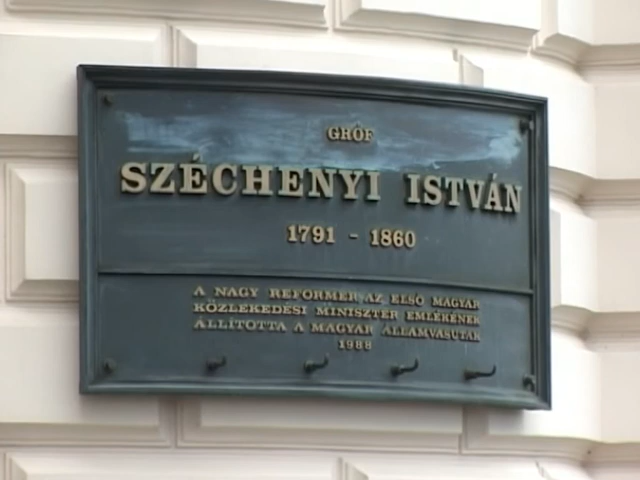 GRÓF
SZÉCHENYI ISTVÁN
1791 - 1860
A NAGY REFORMER AZ ELSŐ MAGYAR
KÖZLEKEDÉSI MINISZTER EMLÉKÉNEK
ÁLLÍTOTTA A MAGYAR ÁLLAMVASUTAK
1988